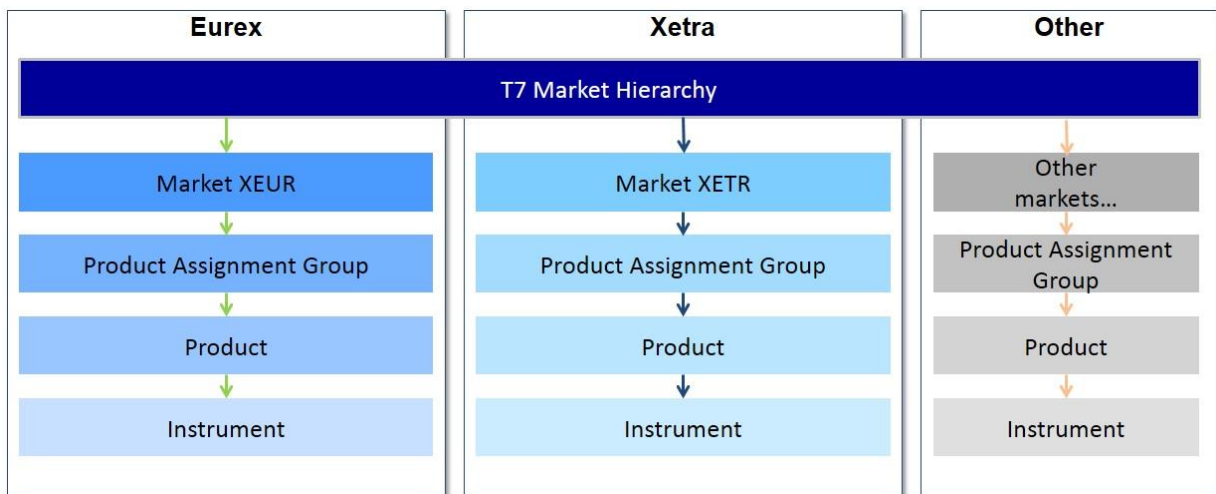 Eurex
Xetra
Other
T7 Market Hierarchy
Market XEUR
Market XETR
Other
markets...
Product Assignment Group
Product Assignment Group
Product Assignment
Group
Product
Product
Product
Instrument
Instrument
Instrument